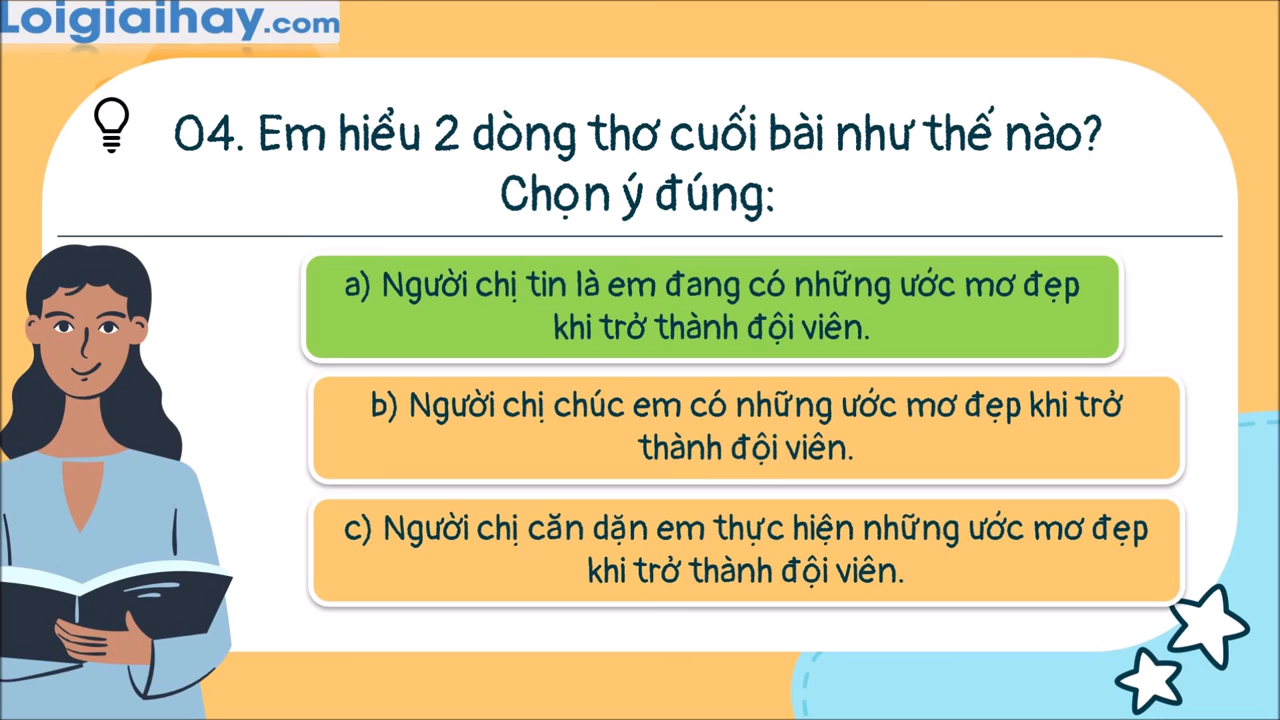 Loigiaihay.com
04. Em hiểu 2 dòng thơ cuối bài như thế nào?
Chọn ý đúng:
a) Người chị tin là em đang có những ước mơ đẹp
khi trở thành đội viên.
b) Người chị chúc em có những ước mơ đẹp khi trở
thành đội viên.
c) Người chị căn dặn em thực hiện những ước mơ đẹp
khi trở thành đội viên.